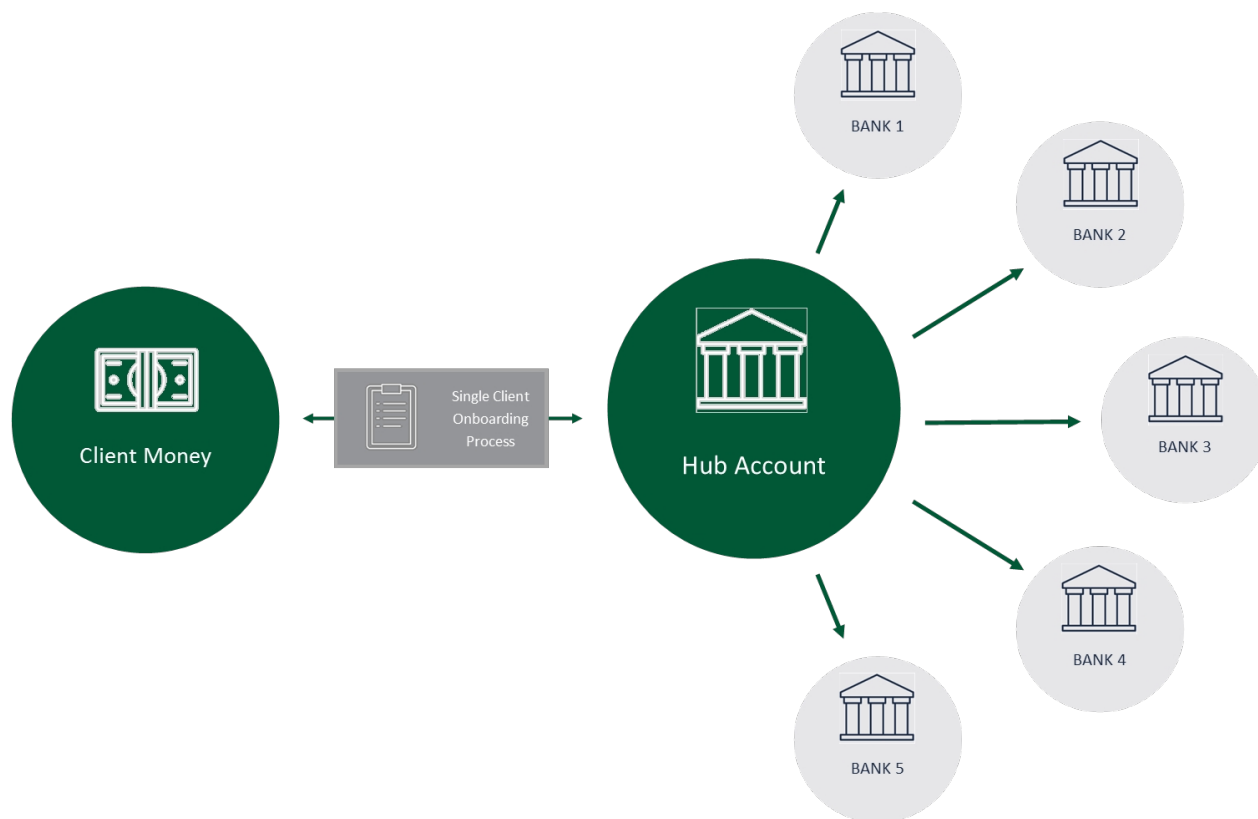 Client Money
Single Client
Onboarding
Process
Hub Account
BANK 1
BANK 2
BANK 3
BANK 4
BANK 5